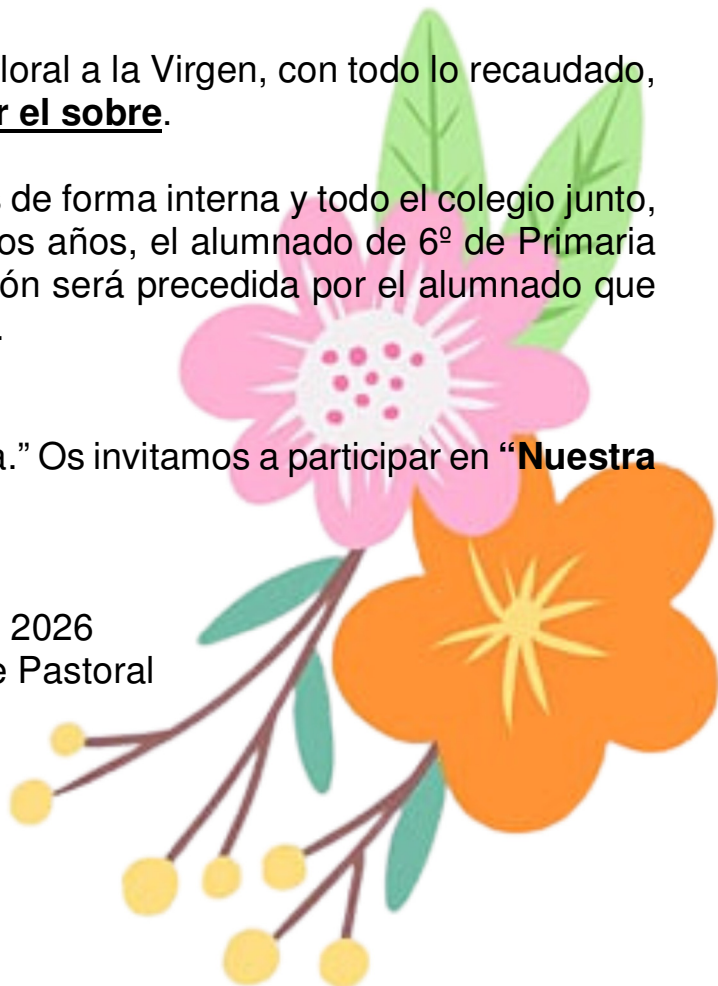 loral a la Virgen, con todo lo recaudado,
r el sobre.
de forma interna y todo el colegio junto,
os años, el alumnado de 6º de Primaria
ón será precedida por el alumnado que
.
a.” Os invitamos a participar en “Nuestra
2026
e Pastoral